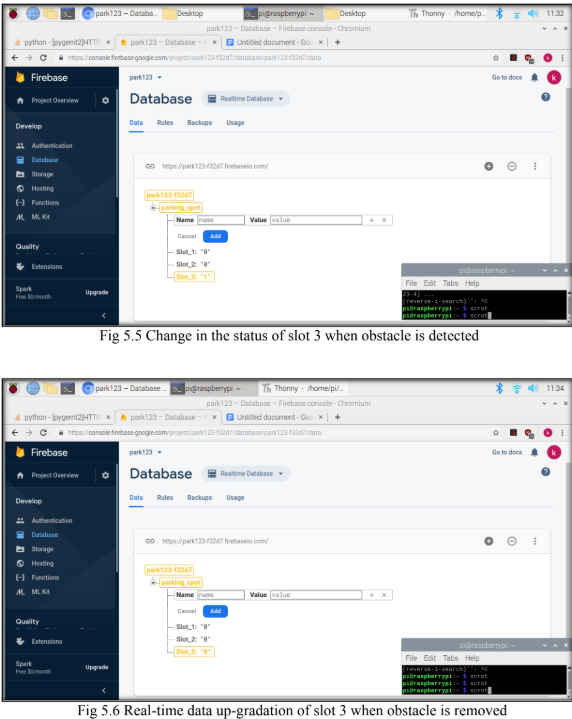 park123 – Databa... Desktop pi@raspberrypi: ~ Desktop Thonny - /home/p... 11:32
park123 – Database – Firebase console - Chromium
python - [pygerrit2]HTTP × park123 – Database – × Untitled document - Goo × +
https://console.firebase.google.com/project/park123-f32d7/database/park123-f32d7/data
Firebase
park123
Go to docs
k
Project Overview
Database
Realtime Database
Develop
Data Rules Backups Usage
Authentication
Database
Storage
Hosting
Functions
ML Kit
https://park123-f32d7.firebaseio.com/
park123-f32d7
parking_spot
Name name Value value + ×
Cancel Add
Slot_1: "0"
Slot_2: "0"
Slot_3: "1"
Quality
Extensions
Spark
Free $0/month
Upgrade
pi@raspberrypi: ~
File Edit Tabs Help
23-4) ...
(reverse-i-search)`': ^C
pi@raspberrypi:~ $ scrot
pi@raspberrypi:~ $ scrot
Fig 5.5 Change in the status of slot 3 when obstacle is detected
park123 – Database ... pi@raspberrypi: ~ Thonny - /home/pi/... 11:34
park123 – Database – Firebase console - Chromium
python - [pygerrit2]HTTP × park123 – Database – × Untitled document - Goo × +
https://console.firebase.google.com/project/park123-f32d7/database/park123-f32d7/data
Firebase
park123
Go to docs
k
Project Overview
Database
Realtime Database
Develop
Data Rules Backups Usage
Authentication
Database
Storage
Hosting
Functions
ML Kit
https://park123-f32d7.firebaseio.com/
park123-f32d7
parking_spot
Name name Value value + ×
Cancel Add
Slot_1: "0"
Slot_2: "0"
Slot_3: "0"
Quality
Extensions
Spark
Free $0/month
Upgrade
pi@raspberrypi: ~
File Edit Tabs Help
(reverse-i-search)`': ^C
pi@raspberrypi:~ $ scrot
pi@raspberrypi:~ $ scrot
pi@raspberrypi:~ $ scrot
Fig 5.6 Real-time data up-gradation of slot 3 when obstacle is removed